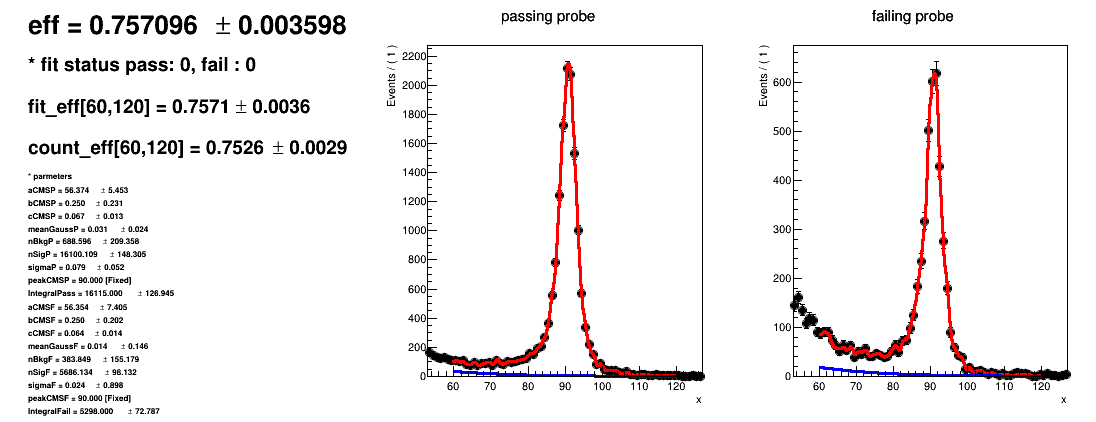 eff = 0.757096 ± 0.003598
* fit status pass: 0, fail : 0
fit_eff[60,120] = 0.7571 ± 0.0036
count_eff[60,120] = 0.7526 ± 0.0029
* parmeters
aCMSP = 56.374 ± 5.453
bCMSP = 0.250 ± 0.231
cCMSP = 0.067 ± 0.013
meanGaussP = 0.031 ± 0.024
nBkgP = 688.596 ± 209.358
nSigP = 16100.109 ± 148.305
sigmaP = 0.079 ± 0.052
peakCMSP = 90.000 [Fixed]
IntegralPass = 16115.000 ± 126.945
aCMSF = 56.354 ± 7.405
bCMSF = 0.250 ± 0.202
cCMSF = 0.064 ± 0.014
meanGaussF = 0.014 ± 0.146
nBkgF = 383.849 ± 155.179
nSigF = 5686.134 ± 98.132
sigmaF = 0.024 ± 0.898
peakCMSF = 90.000 [Fixed]
IntegralFail = 5298.000 ± 72.787
passing probe
Events / ( 1 )
2200
2000
1800
1600
1400
1200
1000
800
600
400
200
0
60 70 80 90 100 110 120
x
failing probe
Events / ( 1 )
600
500
400
300
200
100
0
60 70 80 90 100 110 120
x